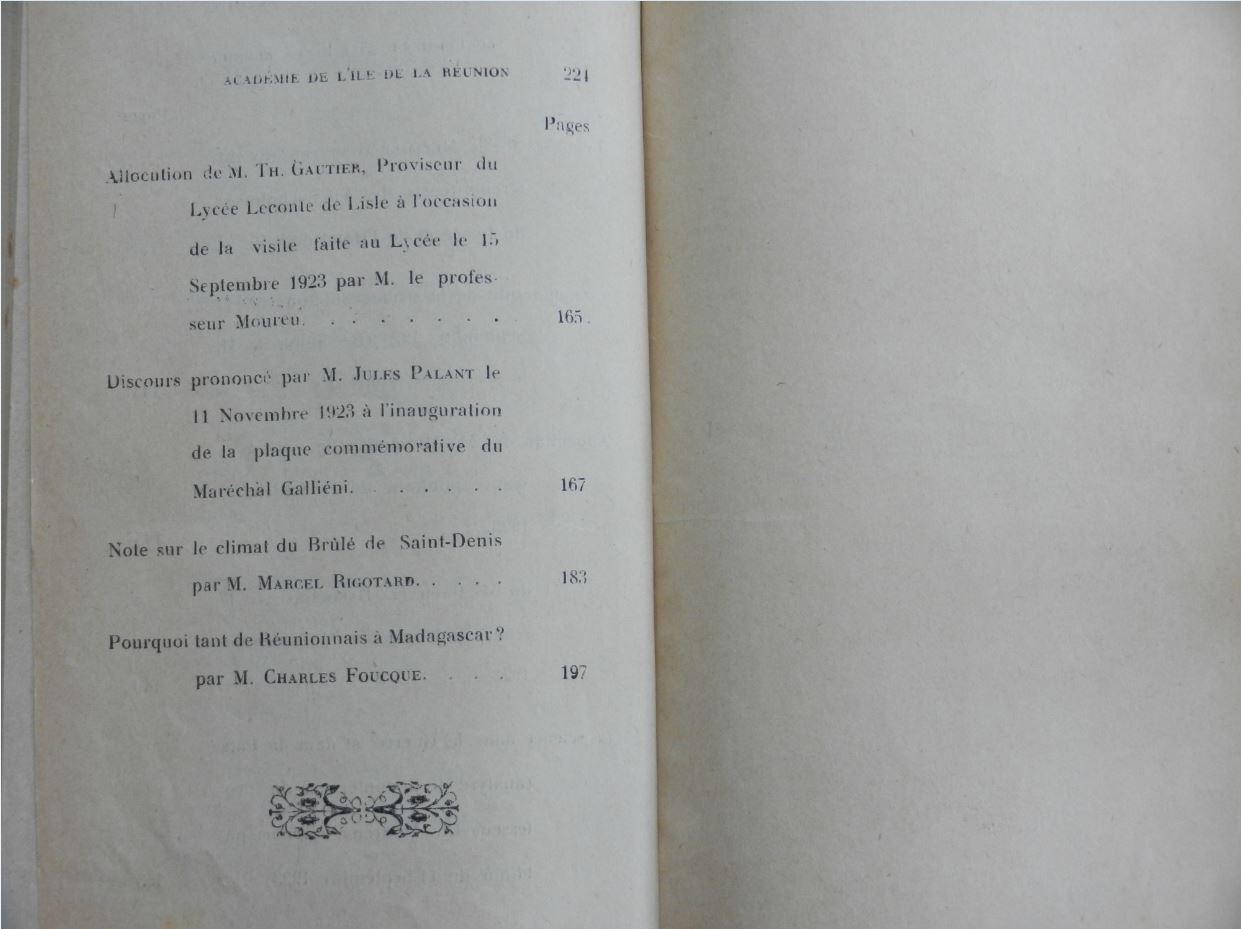 ACADÉMIE DE L'ILE DE LA RÉUNION 221
Pages
Allocution de M. TH. GAUTIER, Proviseur du
Lycée Leconte de Lisle à l'occasion
de la visite faite au Lycée le 15
Septembre 1923 par M. le profes-
seur Moureu. . . . . . . . 165
Discours prononcé par M. JULES PALANT le
11 Novembre 1923 à l'inauguration
de la plaque commémorative du
Maréchal Galliéni. . . . . . 167
Note sur le climat du Brûlé de Saint-Denis
par M. MARCEL RIGOTARD. . . . . 183
Pourquoi tant de Réunionnais à Madagascar ?
par M. CHARLES FOUCQUE. . . . 197